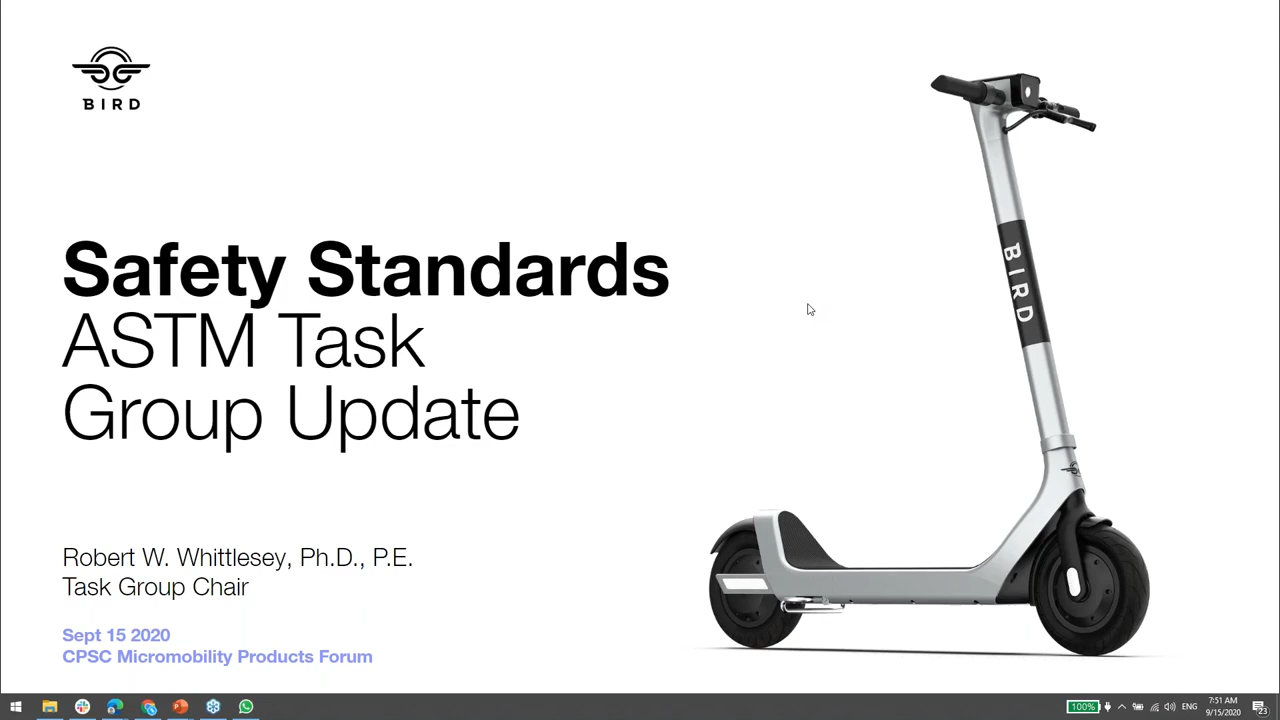 BIRD
Safety Standards
ASTM Task
Group Update
Robert W. Whittlesey, Ph.D., P.E.
Task Group Chair
Sept 15 2020
CPSC Micromobility Products Forum
BIRD
100%
ENG
7:51 AM
9/15/2020
23